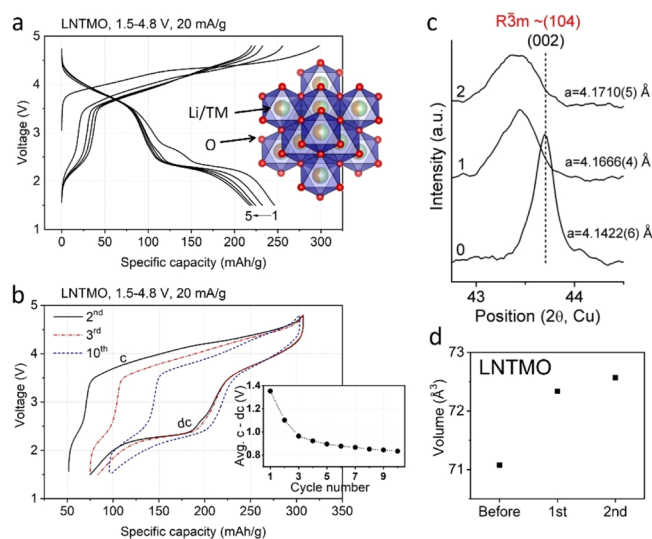 a
LNTMO, 1.5-4.8 V, 20 mA/g
Voltage (V)
5
4
3
2
1
Li/TM
O
5←1
0 50 100 150 200 250 300
Specific capacity (mAh/g)
b
LNTMO, 1.5-4.8 V, 20 mA/g
Voltage (V)
5
4
3
2
1
2nd
3rd
10th
c
dc
Avg. c - dc (V)
1.4
1.2
1.0
0.8
0.6
1 3 5 7 9
Cycle number
50 100 150 200 250 300 350
Specific capacity (mAh/g)
c
R3̅m ~(104)
(002)
Intensity (a.u.)
2
a=4.1710(5) Å
1
a=4.1666(4) Å
0
a=4.1422(6) Å
43 44
Position (2θ, Cu)
d
LNTMO
Volume (Å³)
73
72
71
Before 1st 2nd